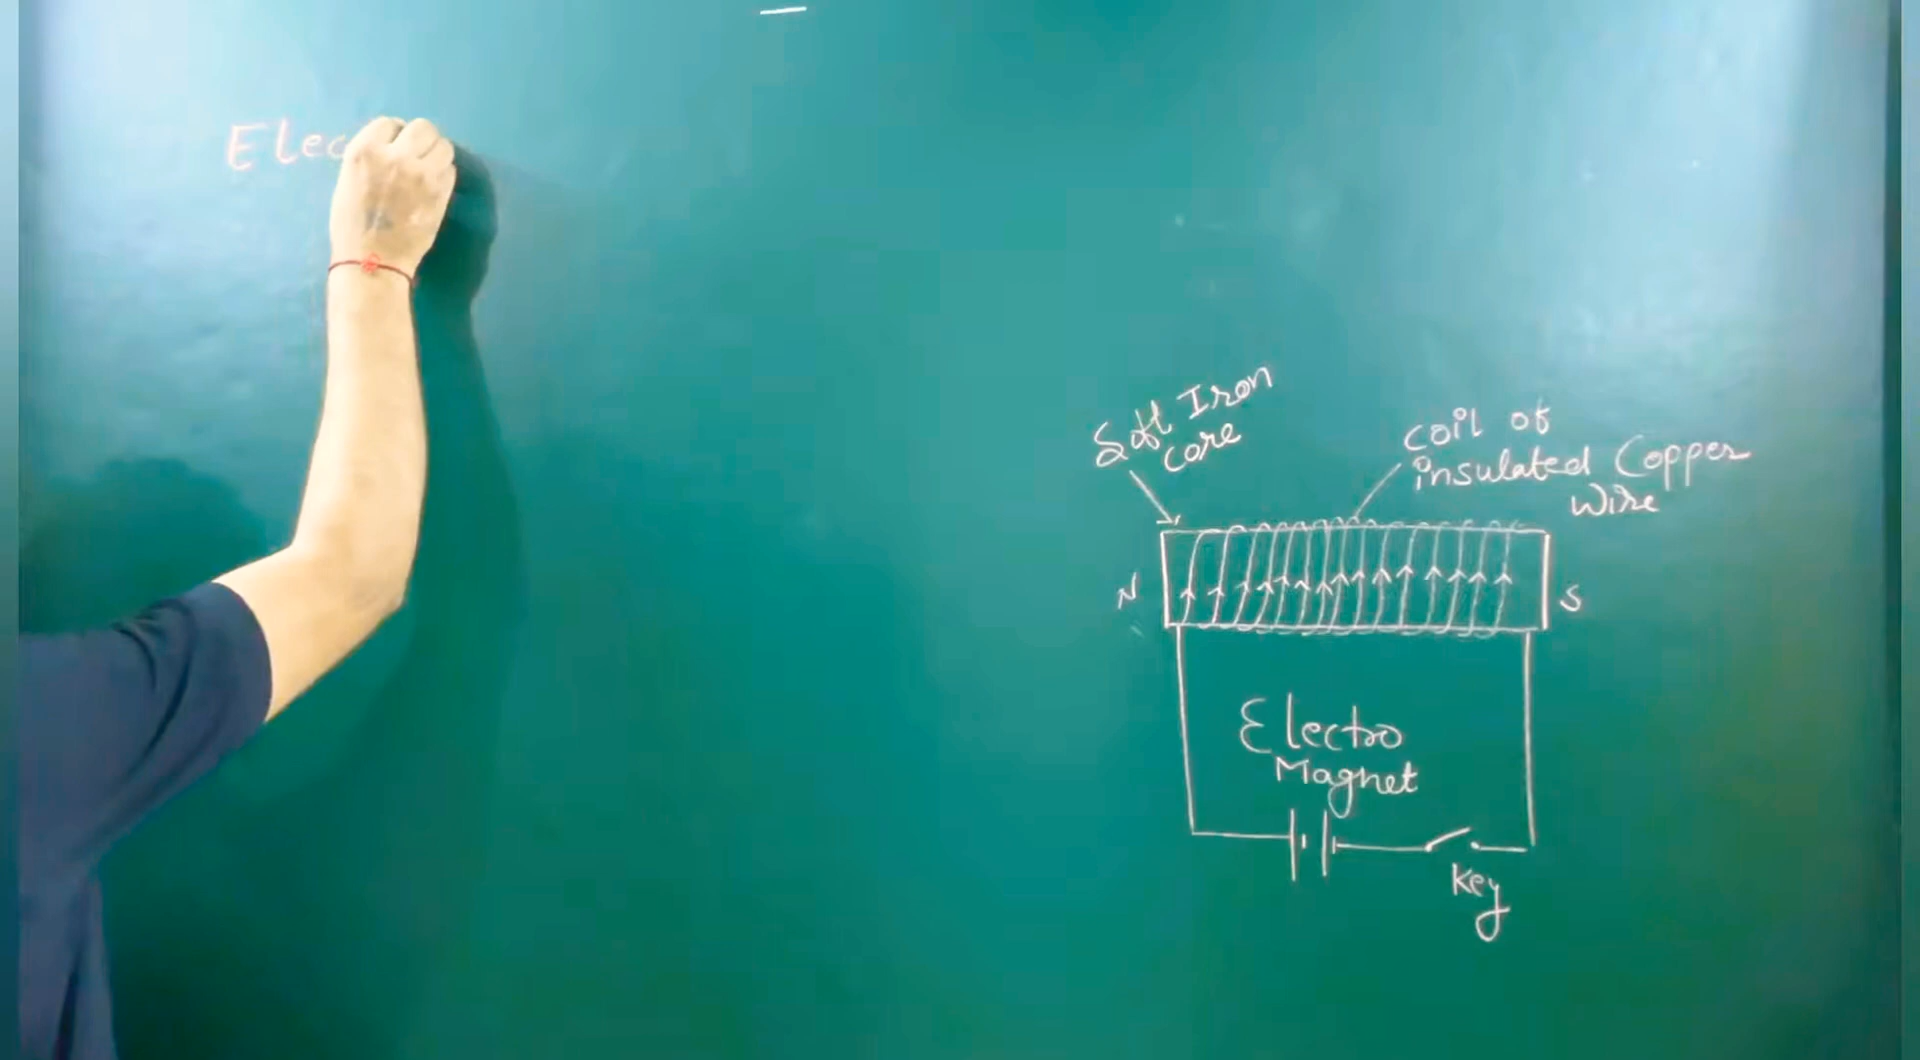 Elec
Soft Iron
core
coil of
insulated Copper
Wire
N
S
Electro
Magnet
Key